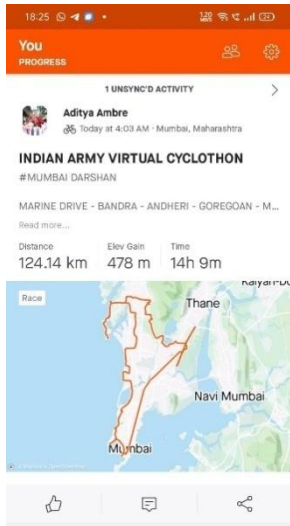 18:25
You
PROGRESS
1 UNSYNC'D ACTIVITY
Aditya Ambre
Today at 4:03 AM · Mumbai, Maharashtra
INDIAN ARMY VIRTUAL CYCLOTHON
#MUMBAI DARSHAN
MARINE DRIVE - BANDRA - ANDHERI - GOREGOAN - M...
Read more...
Distance Elev Gain Time
124.14 km 478 m 14h 9m
Race
Thane
Navi Mumbai
Mumbai